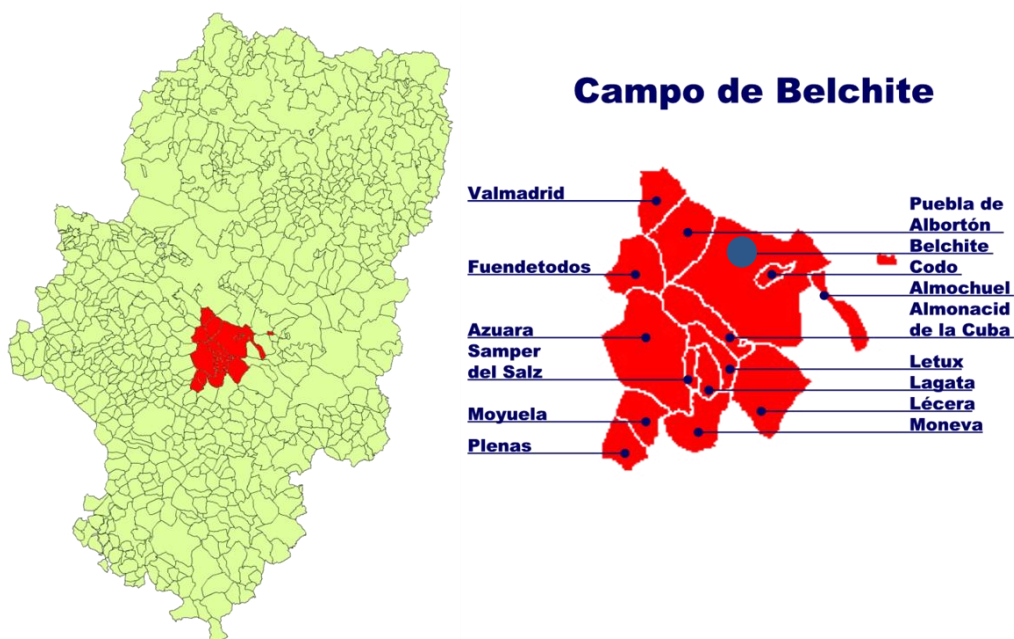 Campo de Belchite
Valmadrid
Fuendetodos
Azuara
Samper
del Salz
Moyuela
Plenas
Puebla de
Albortón
Belchite
Codo
Almochuel
Almonacid
de la Cuba
Letux
Lagata
Lécera
Moneva